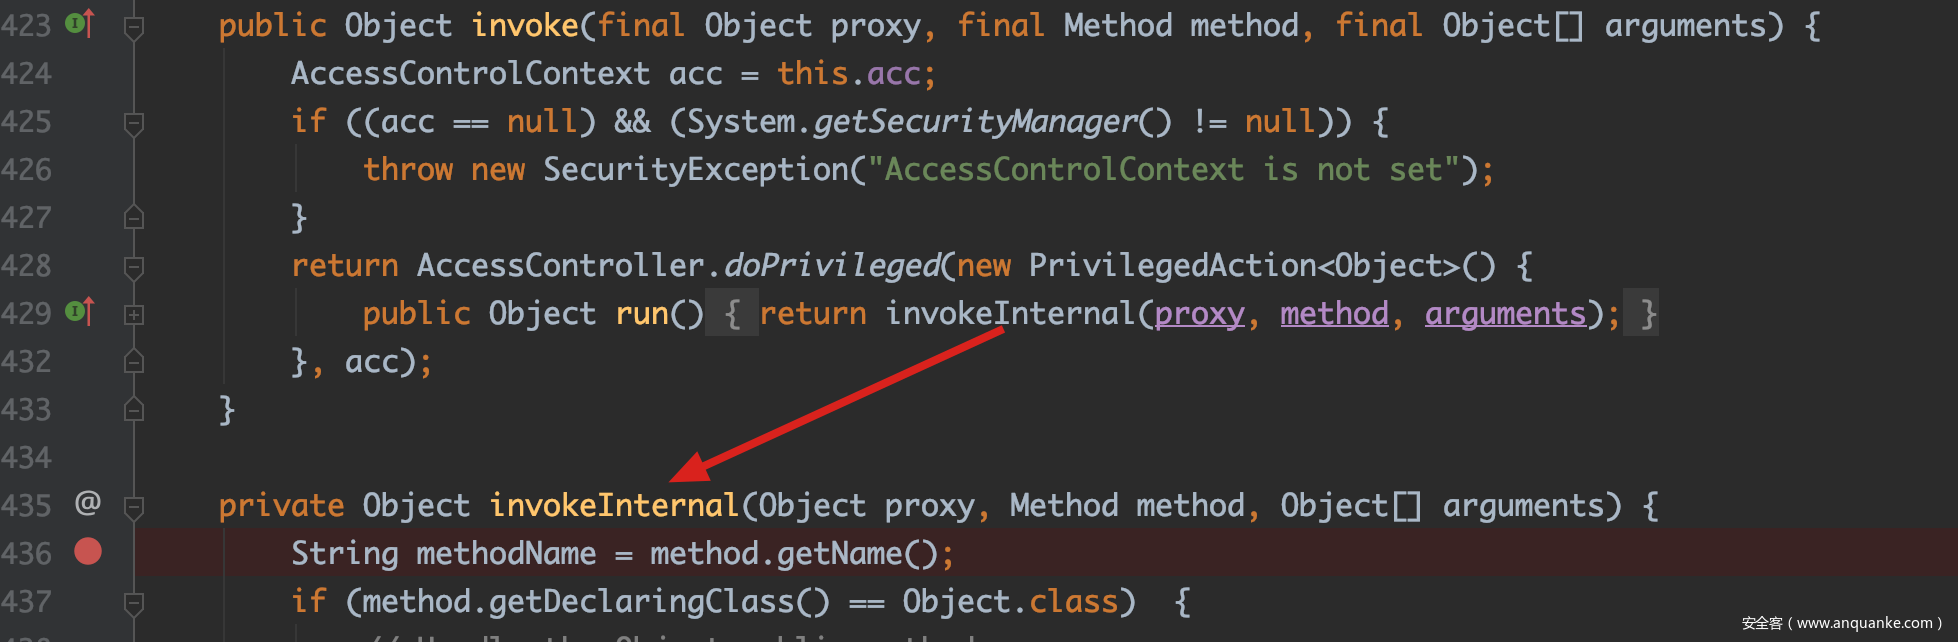 423 public Object invoke(final Object proxy, final Method method, final Object[] arguments) {
424 AccessControlContext acc = this.acc;
425 if ((acc == null) && (System.getSecurityManager() != null)) {
426 throw new SecurityException("AccessControlContext is not set");
427 }
428 return AccessController.doPrivileged(new PrivilegedAction<Object>() {
429 public Object run() { return invokeInternal(proxy, method, arguments); }
432 }, acc);
433 }
434
435 @ private Object invokeInternal(Object proxy, Method method, Object[] arguments) {
436 String methodName = method.getName();
437 if (method.getDeclaringClass() == Object.class) {
安全客（www.anquanke.com）